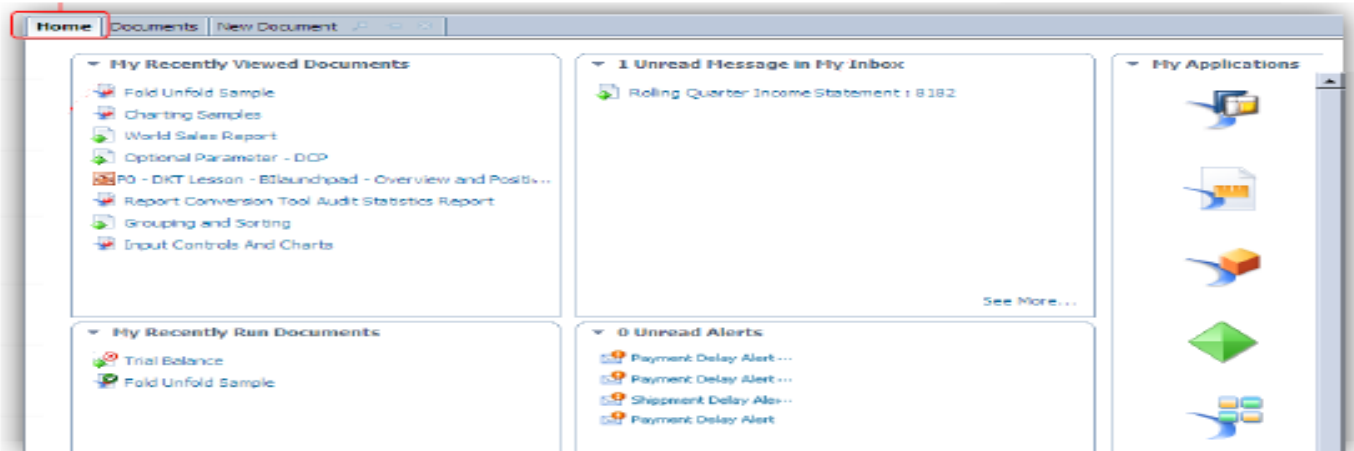 Home Documents New Document
My Recently Viewed Documents
Fold Unfold Sample
Charting Samples
World Sales Report
Optional Parameter - DCP
P0 - DKT Lesson - BIlaunchpad - Overview and Positi...
Report Conversion Tool Audit Statistics Report
Grouping and Sorting
Input Controls And Charts
1 Unread Message in My Inbox
Rolling Quarter Income Statement : 8182
See More...
My Applications
My Recently Run Documents
Trial Balance
Fold Unfold Sample
0 Unread Alerts
Payment Delay Alert ...
Payment Delay Alert ...
Shippment Delay Ale...
Payment Delay Alert